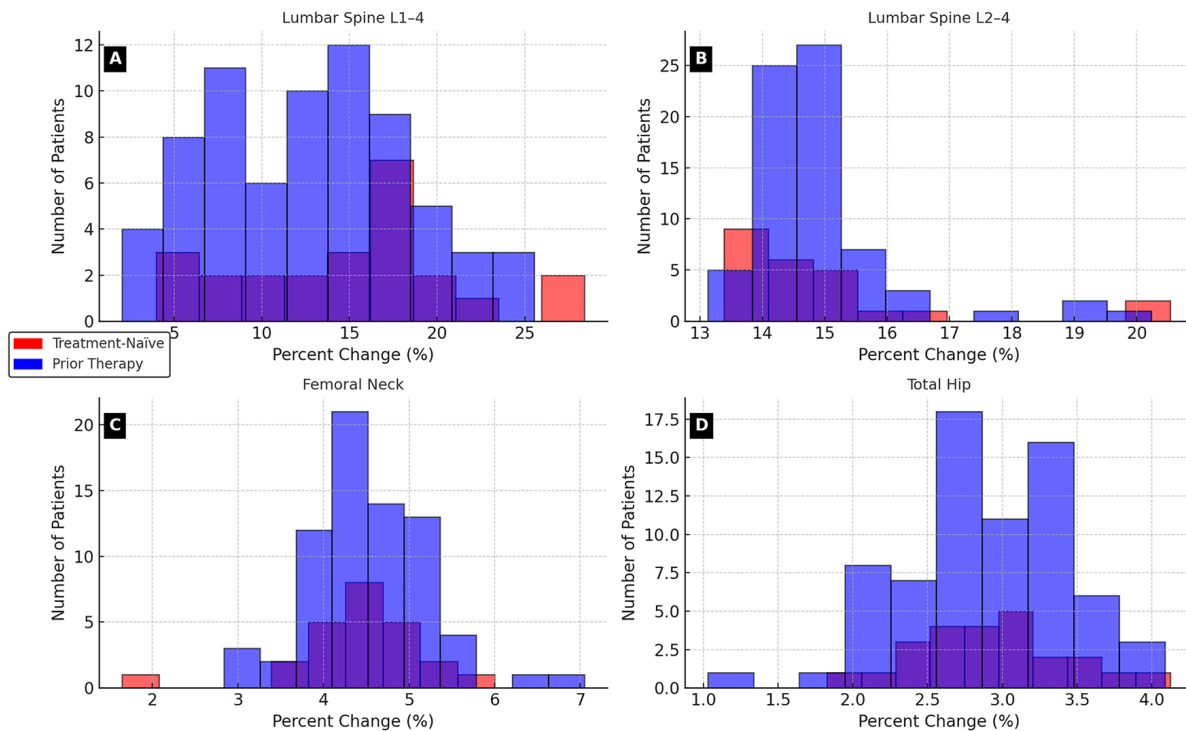 Lumbar Spine L1–4
A
Number of Patients
12
10
8
6
4
2
0
5
10
15
20
25
Percent Change (%)
Lumbar Spine L2–4
B
Number of Patients
25
20
15
10
5
0
13
14
15
16
17
18
19
20
Percent Change (%)
Treatment-Naïve
Prior Therapy
Femoral Neck
C
Number of Patients
20
15
10
5
0
2
3
4
5
6
7
Percent Change (%)
Total Hip
D
Number of Patients
17.5
15.0
12.5
10.0
7.5
5.0
2.5
0.0
1.0
1.5
2.0
2.5
3.0
3.5
4.0
Percent Change (%)